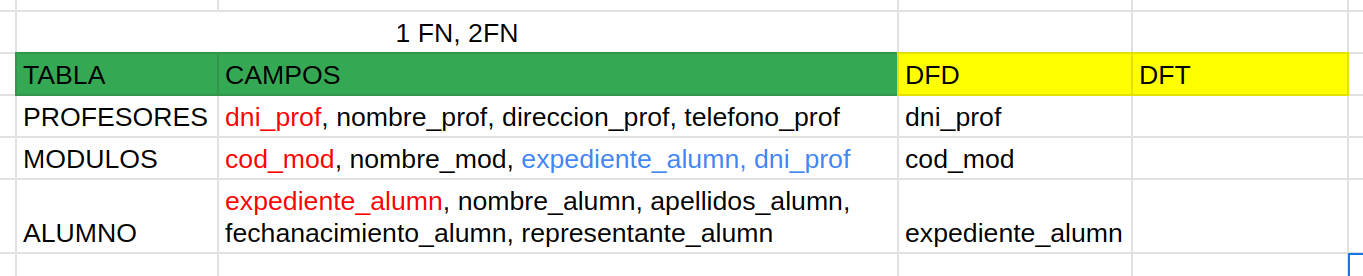 1 FN, 2FN
TABLA CAMPOS DFD DFT
PROFESORES dni_prof, nombre_prof, direccion_prof, telefono_prof dni_prof
MODULOS cod_mod, nombre_mod, expediente_alumn, dni_prof cod_mod
expediente_alumn, nombre_alumn, apellidos_alumn,
ALUMNO fechanacimiento_alumn, representante_alumn expediente_alumn